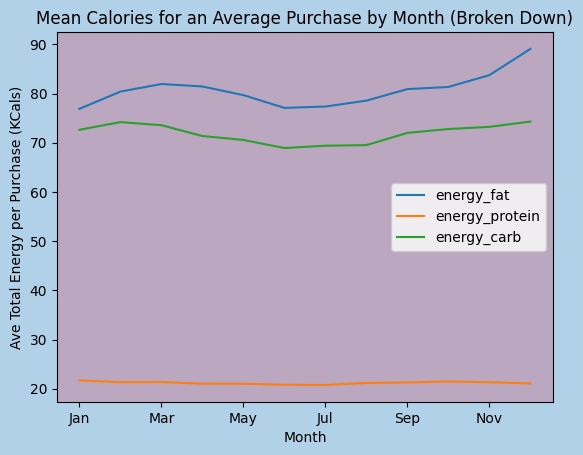 Mean Calories for an Average Purchase by Month (Broken Down)
Ave Total Energy per Purchase (KCals)
90
80
70
60
50
40
30
20
energy_fat
energy_protein
energy_carb
Jan Mar May Jul Sep Nov
Month